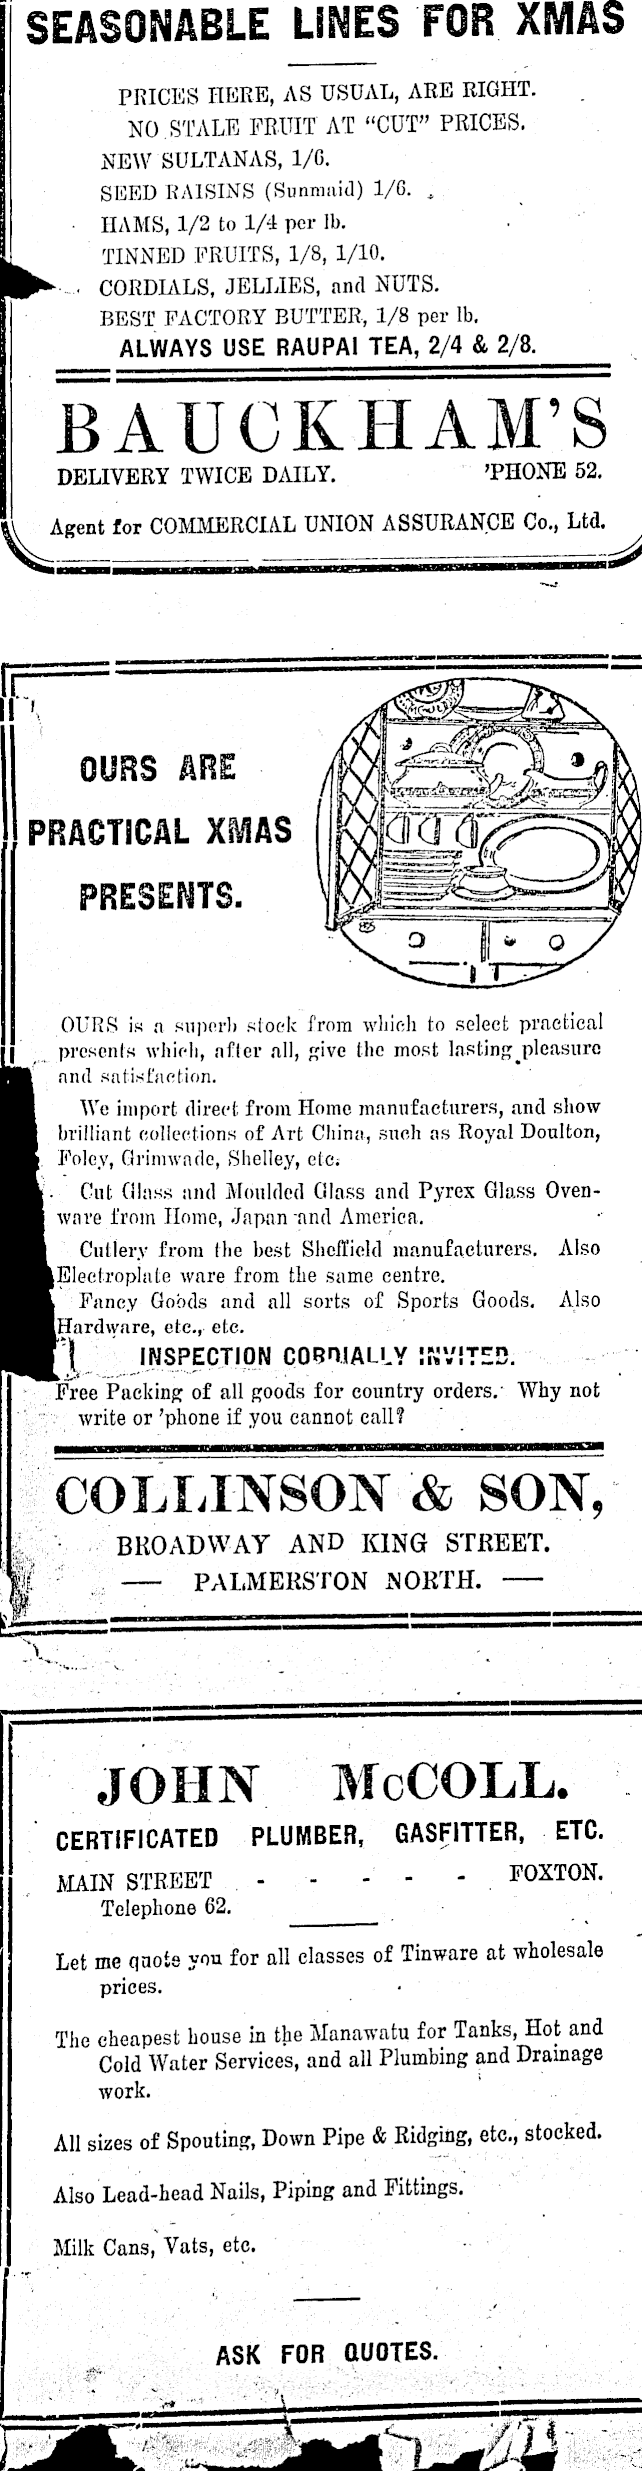 SEASONABLE LINES FOR XMAS
PRICES HERE, AS USUAL, ARE RIGHT.
NO STALE FRUIT AT “CUT” PRICES.
NEW SULTANAS, 1/6.
SEED RAISINS (Sunmaid) 1/6.
HAMS, 1/2 to 1/4 per lb.
TINNED FRUITS, 1/8, 1/10.
CORDIALS, JELLIES, and NUTS.
BEST FACTORY BUTTER, 1/8 per lb.
ALWAYS USE RAUPAI TEA, 2/4 & 2/8.
BAUCKHAM’S
DELIVERY TWICE DAILY. ’PHONE 52.
Agent for COMMERCIAL UNION ASSURANCE Co., Ltd.
OURS ARE
PRACTICAL XMAS
PRESENTS.
OURS is a superb stock from which to select practical
presents which, after all, give the most lasting pleasure
and satisfaction.
We import direct from Home manufacturers, and show
brilliant collections of Art China, such as Royal Doulton,
Foley, Grimwade, Shelley, etc.
Cut Glass and Moulded Glass and Pyrex Glass Oven-
ware from Home, Japan and America.
Cutlery from the best Sheffield manufacturers. Also
Electroplate ware from the same centre.
Fancy Goods and all sorts of Sports Goods. Also
Hardware, etc., etc.
INSPECTION CORDIALLY INVITED.
Free Packing of all goods for country orders. Why not
write or ’phone if you cannot call?
COLLINSON & SON,
BROADWAY AND KING STREET.
— PALMERSTON NORTH. —
JOHN McCOLL.
CERTIFICATED PLUMBER, GASFITTER, ETC.
MAIN STREET - - - - - FOXTON.
Telephone 62.
Let me quote you for all classes of Tinware at wholesale
prices.
The cheapest house in the Manawatu for Tanks, Hot and
Cold Water Services, and all Plumbing and Drainage
work.
All sizes of Spouting, Down Pipe & Ridging, etc., stocked.
Also Lead-head Nails, Piping and Fittings.
Milk Cans, Vats, etc.
ASK FOR QUOTES.